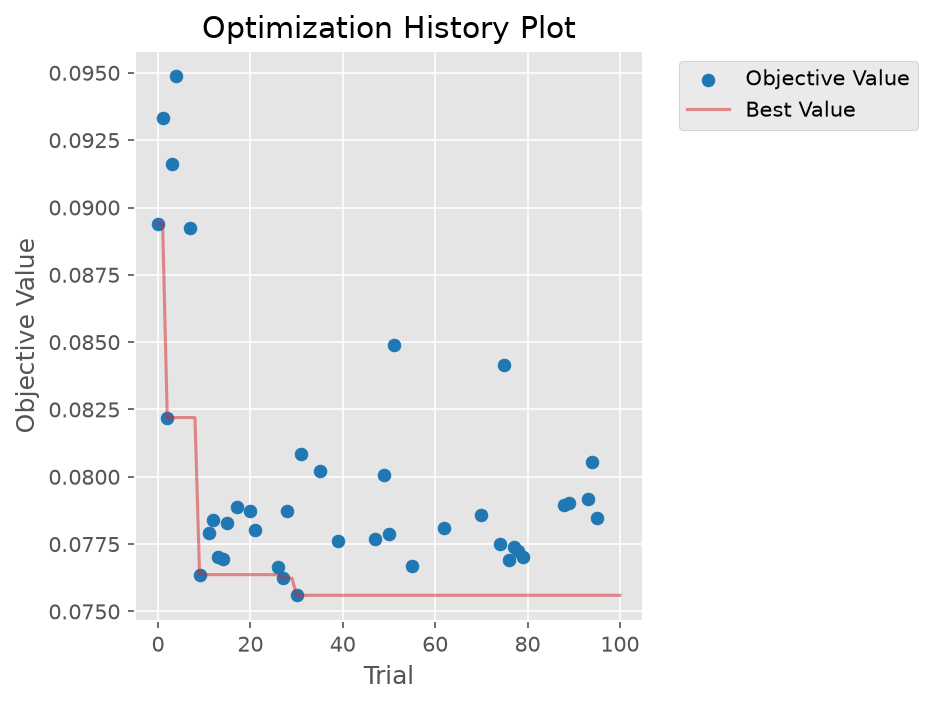 Optimization History Plot
Objective Value
Best Value
0.0950
0.0925
0.0900
0.0875
0.0850
0.0825
0.0800
0.0775
0.0750
Objective Value
0 20 40 60 80 100
Trial